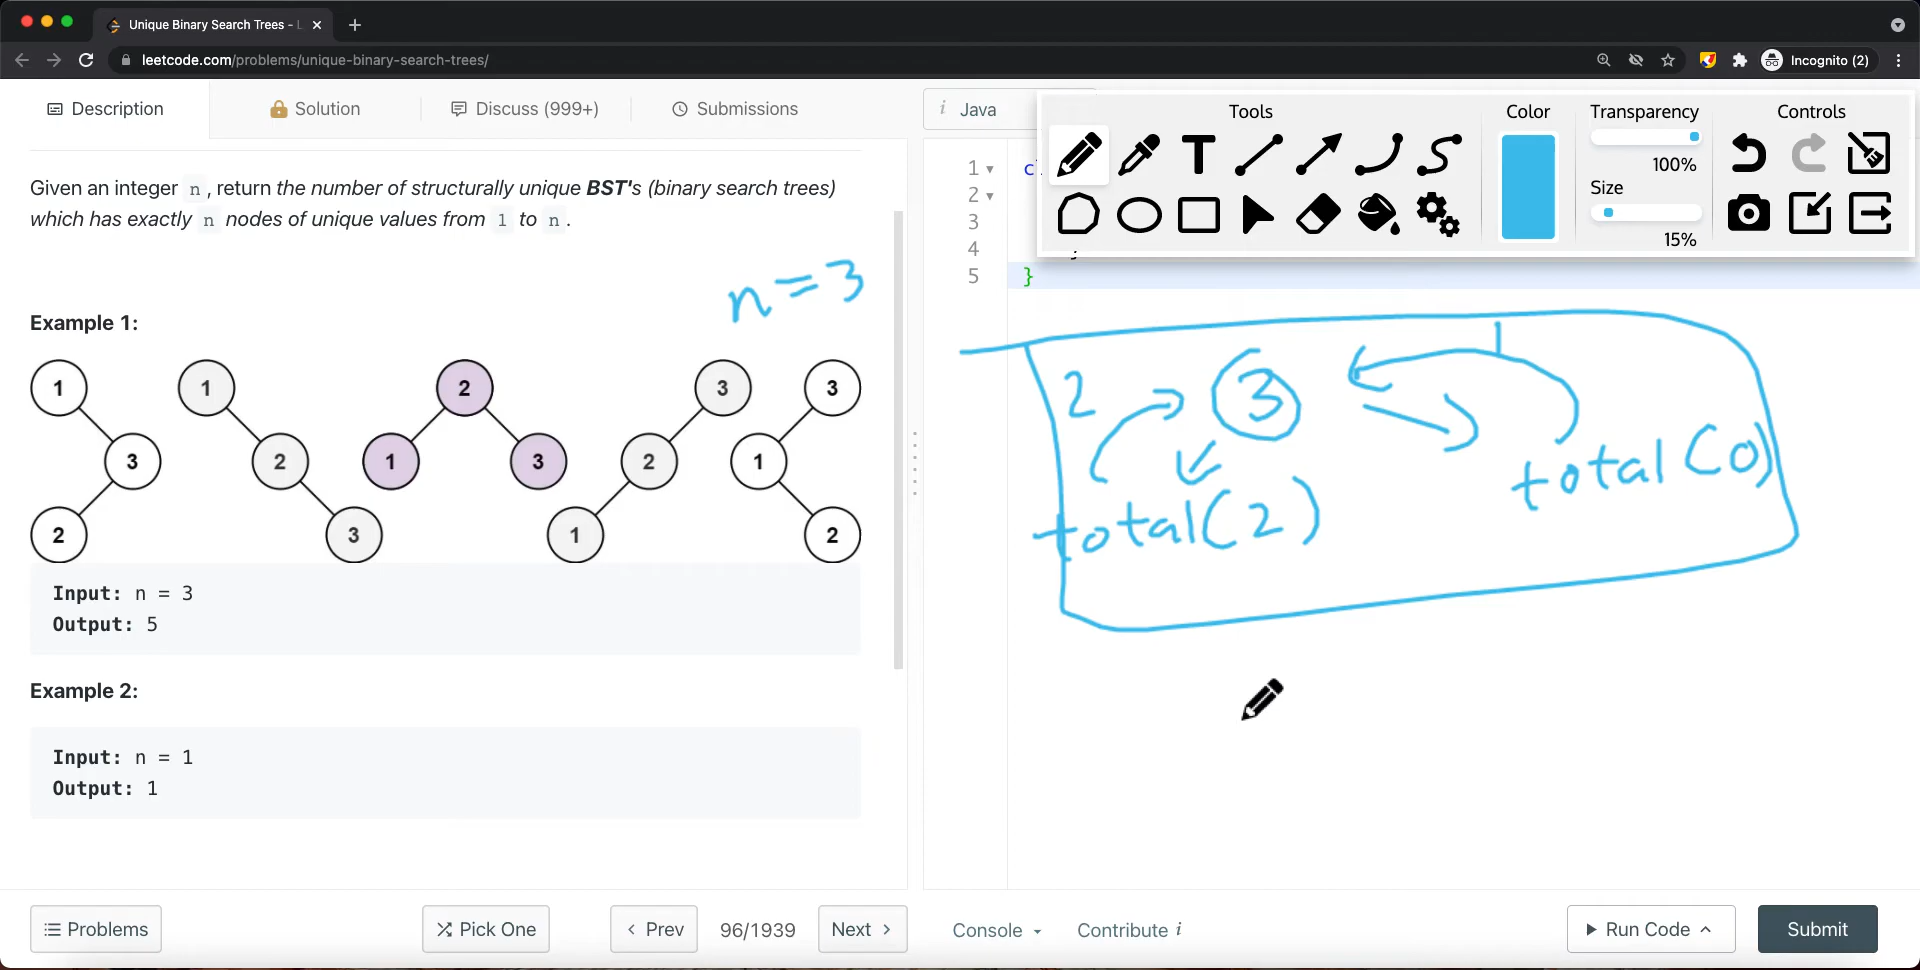 Unique Binary Search Trees - L
leetcode.com/problems/unique-binary-search-trees/
Incognito (2)
Description
Solution
Discuss (999+)
Submissions
i Java
Tools
Color
Transparency
Controls
100%
Size
15%
Given an integer n, return the number of structurally unique BST's (binary search trees)
which has exactly n nodes of unique values from 1 to n.
n = 3
Example 1:
1 1 2 3 3
3 2 1 3 2 1
2 3 1 2
Input: n = 3
Output: 5
Example 2:
Input: n = 1
Output: 1
1
2
3
4
5 }
2 3 1
total(2) total(0)
Problems
Pick One
Prev
96/1939
Next
Console
Contribute i
Run Code
Submit